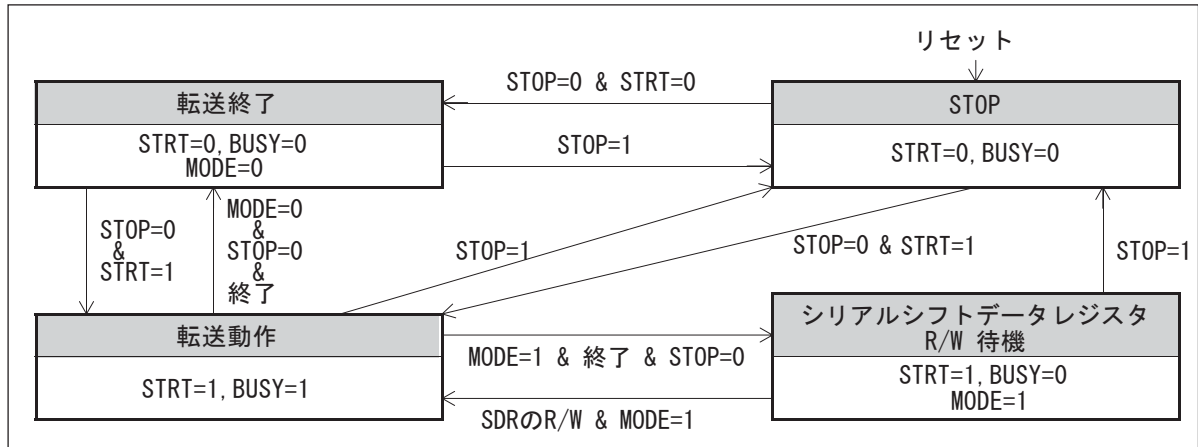 リセット
STOP=0 & STRT=0
転送終了
STRT=0, BUSY=0
MODE=0
STOP
STRT=0, BUSY=0
STOP=1
STOP=0
&
STRT=1
MODE=0
&
STOP=0
&
終了
STOP=1
STOP=0 & STRT=1
STOP=1
転送動作
STRT=1, BUSY=1
MODE=1 & 終了 & STOP=0
SDRのR/W & MODE=1
シリアルシフトデータレジスタ
R/W 待機
STRT=1, BUSY=0
MODE=1